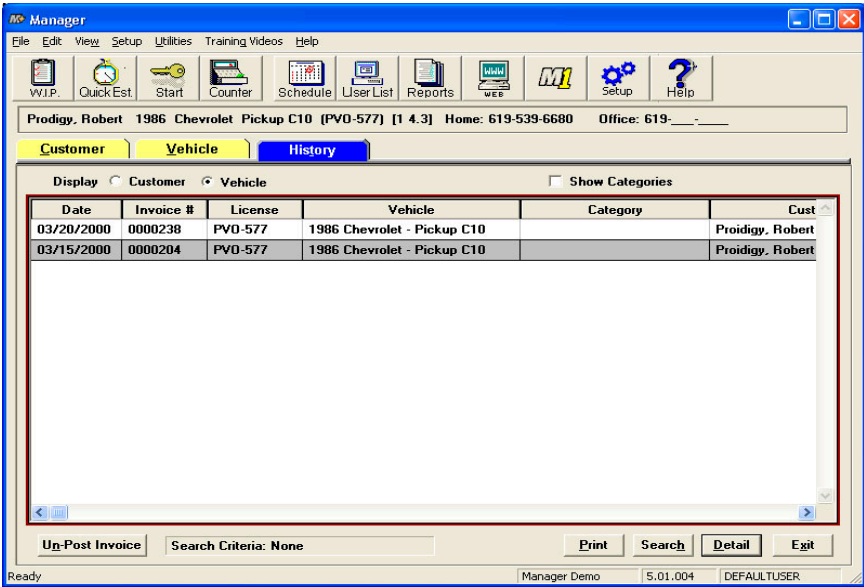 Manager
File Edit View Setup Utilities Training Videos Help
W.I.P. Quick Est. Start Counter Schedule User List Reports WEB M1 Setup Help
Prodigy, Robert 1986 Chevrolet Pickup C10 (PVO-577) [1 4.3] Home: 619-539-6680 Office: 619-___-____
Customer Vehicle History
Display Customer Vehicle Show Categories
Date Invoice # License Vehicle Category Cust
03/20/2000 0000238 PVO-577 1986 Chevrolet - Pickup C10 Proidigy, Robert
03/15/2000 0000204 PVO-577 1986 Chevrolet - Pickup C10 Proidigy, Robert
Un-Post Invoice Search Criteria: None Print Search Detail Exit
Ready Manager Demo 5.01.004 DEFAULTUSER